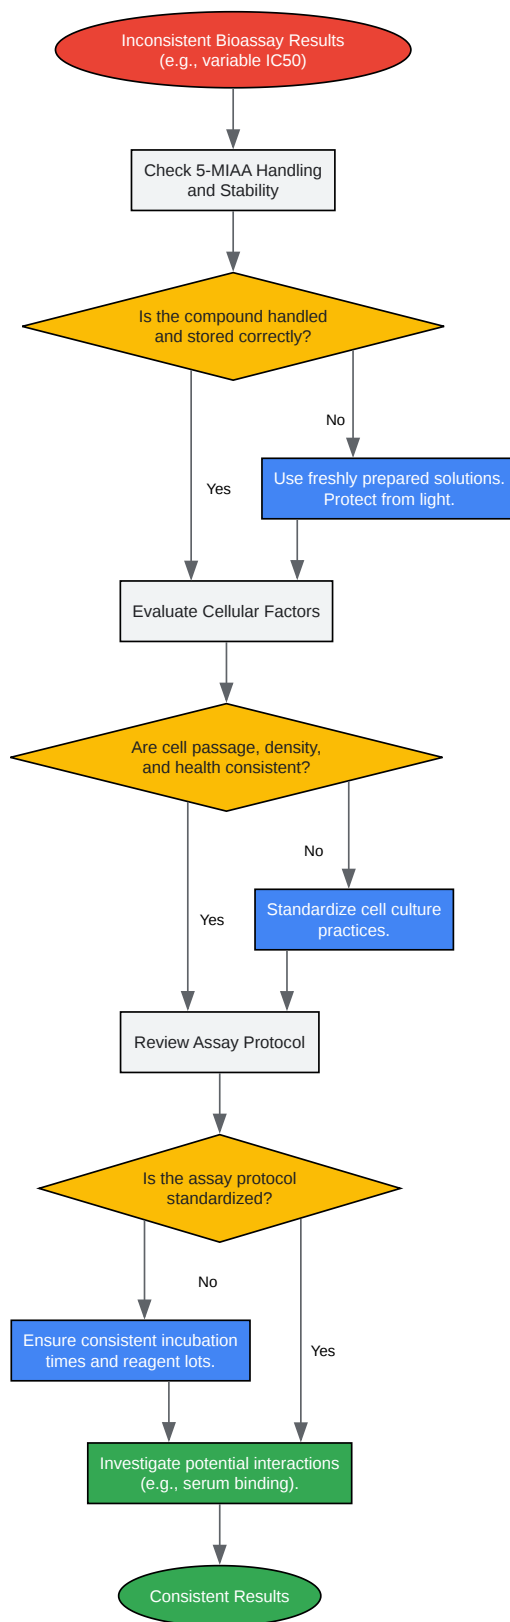 Inconsistent Bioassay Results
(e.g., variable IC50)
Check 5-MIAA Handling
and Stability
Is the compound handled
and stored correctly?
No
Use freshly prepared solutions.
Protect from light.
Yes
Evaluate Cellular Factors
Are cell passage, density,
and health consistent?
No
Standardize cell culture
practices.
Yes
Review Assay Protocol
Is the assay protocol
standardized?
No
Ensure consistent incubation
times and reagent lots.
Yes
Investigate potential interactions
(e.g., serum binding).
Consistent Results